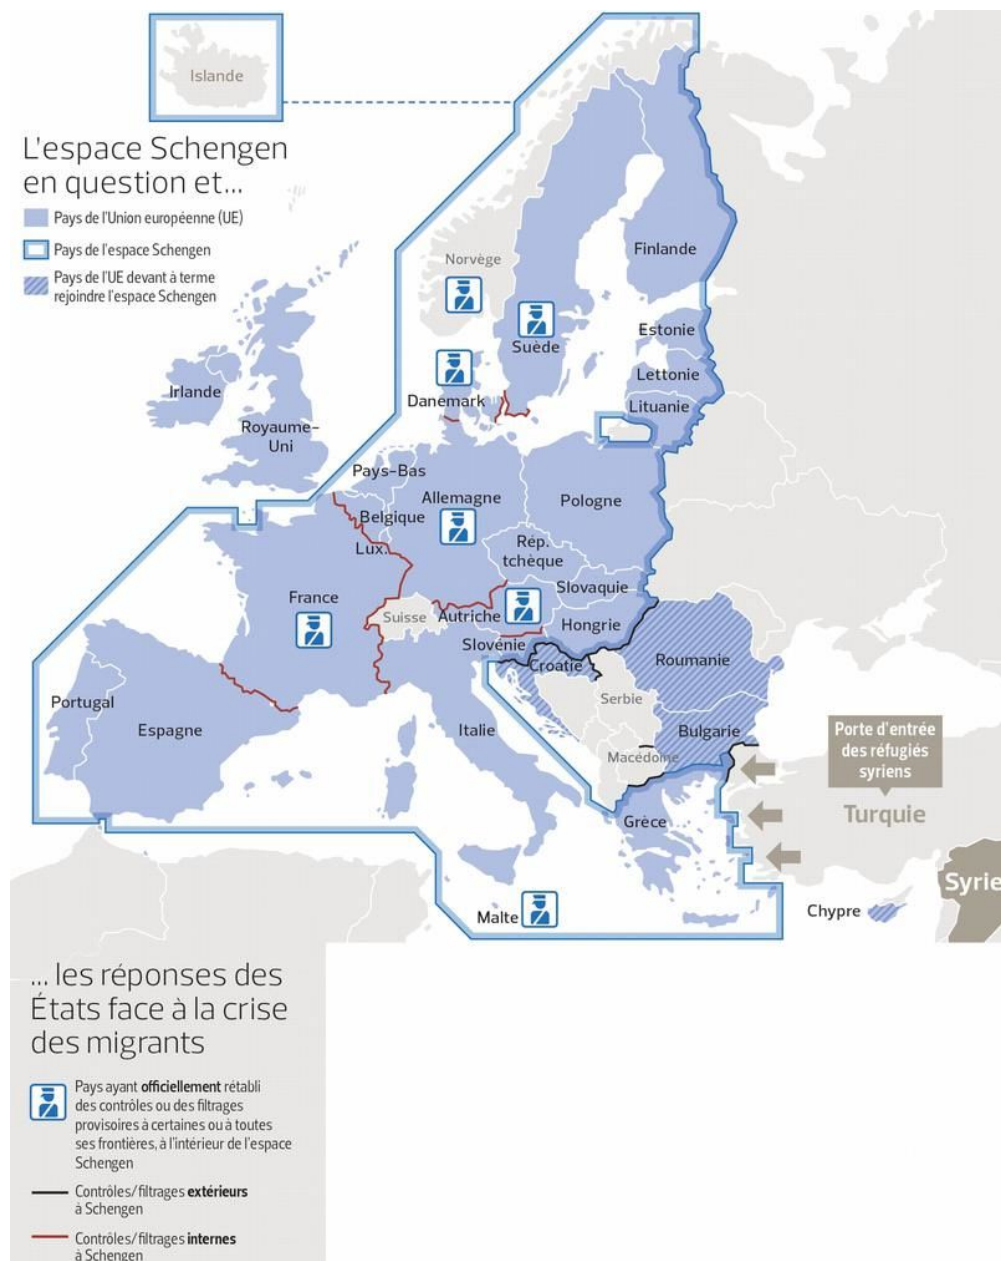 Islande
L'espace Schengen
en question et...
Pays de l'Union européenne (UE)
Pays de l'espace Schengen
Pays de l'UE devant à terme
rejoindre l'espace Schengen
Norvège
Finlande
Suède
Estonie
Lettonie
Lituanie
Danemark
Irlande
Royaume-
Uni
Pays-Bas
Allemagne
Belgique
Lux.
Pologne
Rép.
tchèque
Slovaquie
France
Suisse
Autriche
Hongrie
Slovénie
Croatie
Roumanie
Serbie
Portugal
Espagne
Italie
Bulgarie
Macédoine
Porte d'entrée
des réfugiés
syriens
Turquie
Grèce
Syrie
Malte
Chypre
... les réponses des
États face à la crise
des migrants
Pays ayant officiellement rétabli
des contrôles ou des filtrages
provisoires à certaines ou à toutes
ses frontières, à l'intérieur de l'espace
Schengen
Contrôles/filtrages extérieurs
à Schengen
Contrôles/filtrages internes
à Schengen